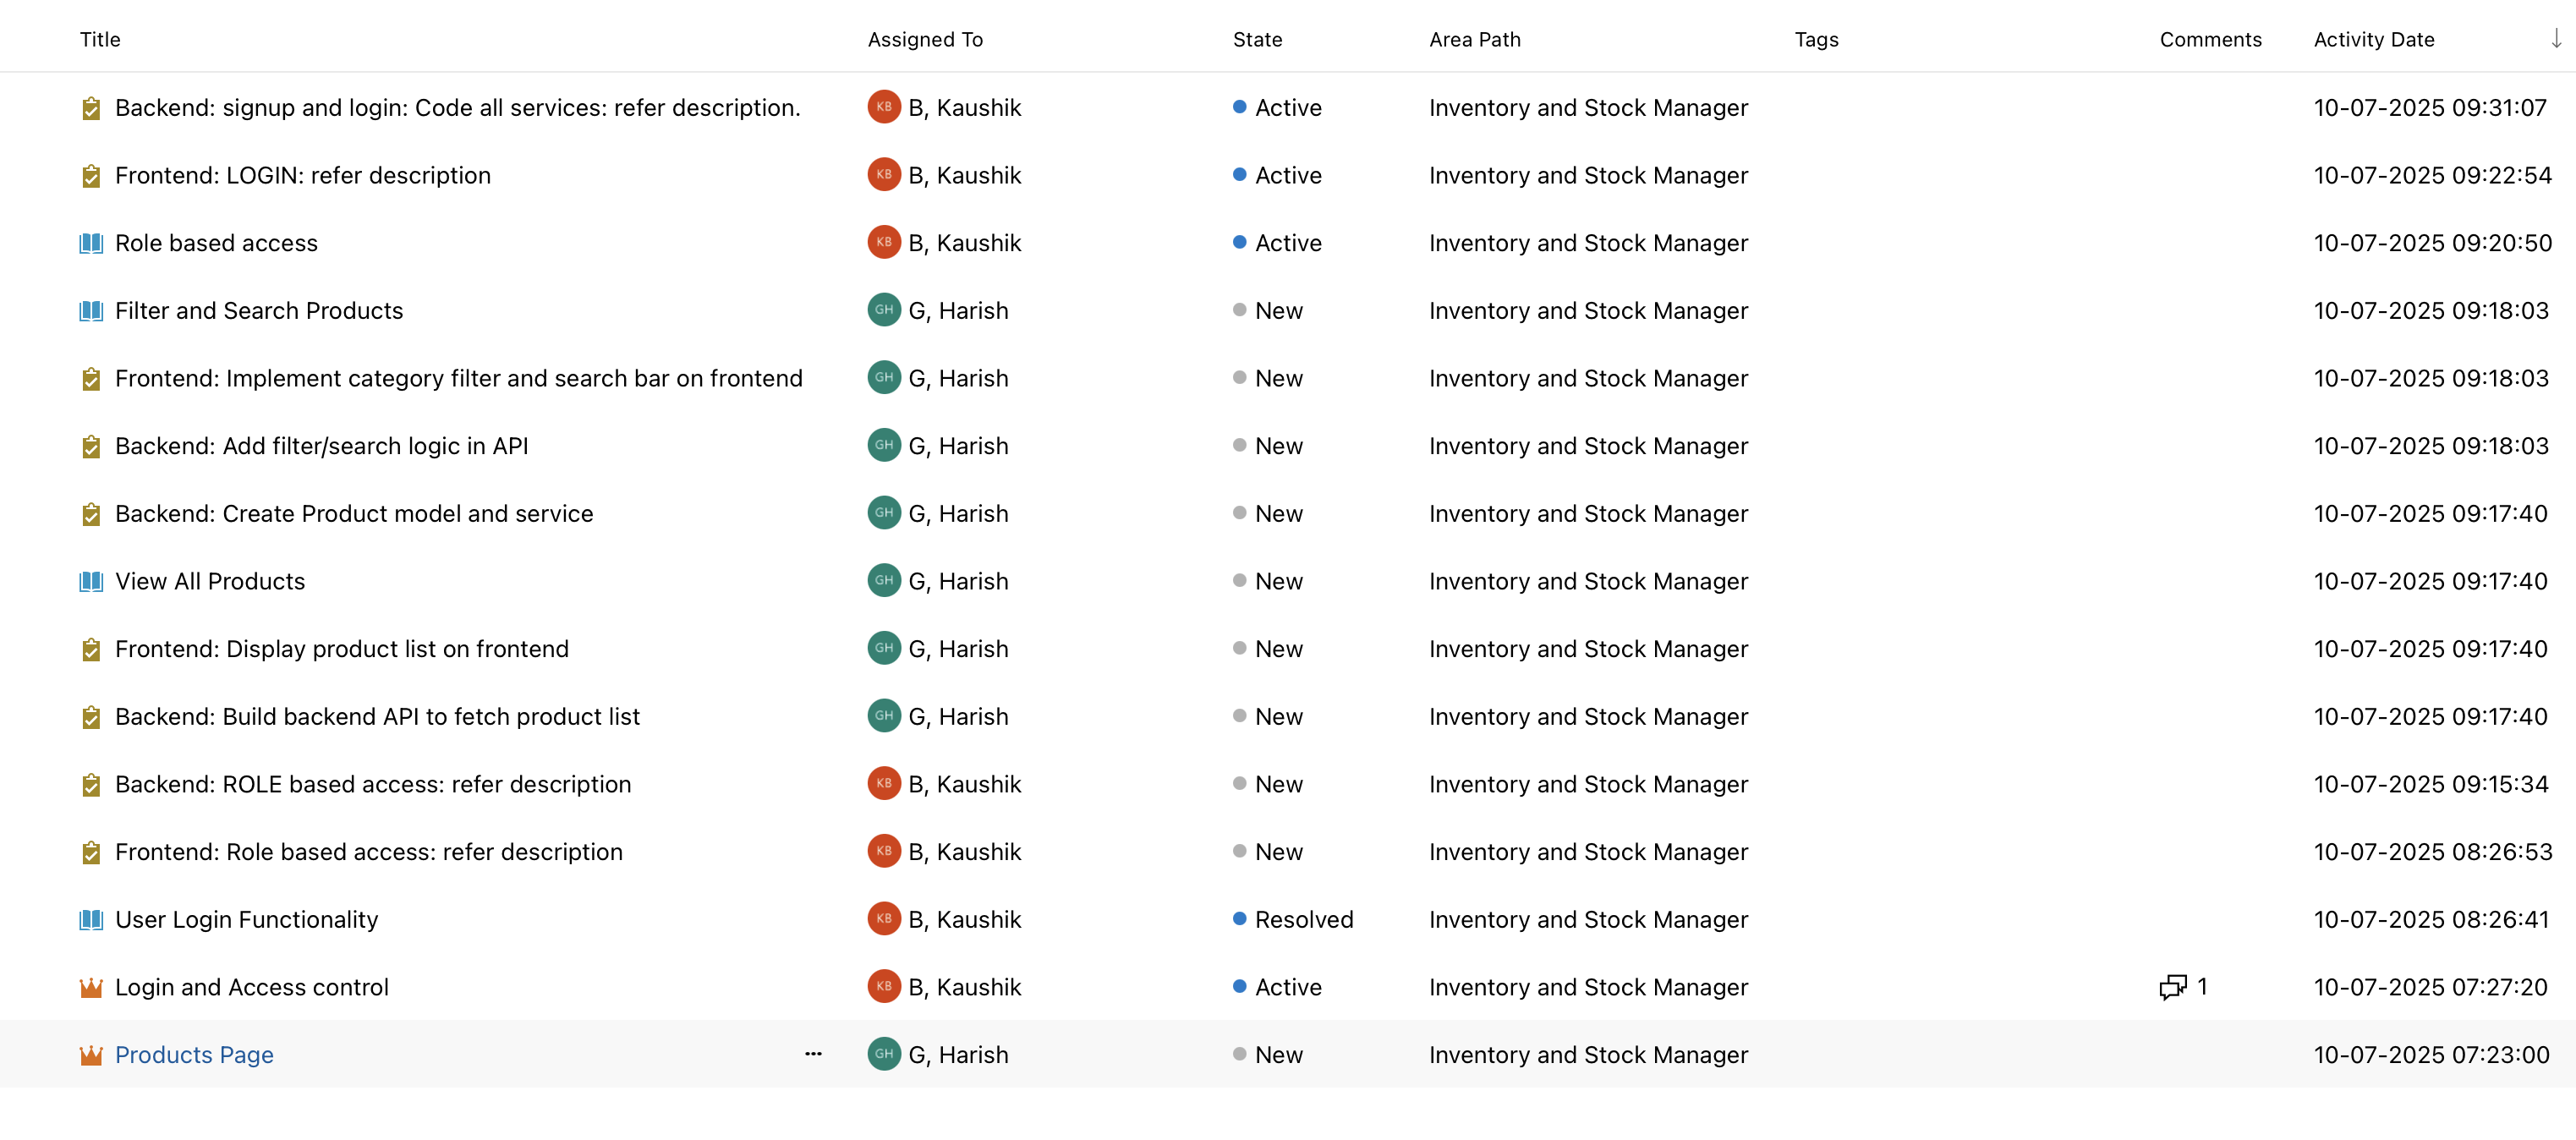 Title Assigned To State Area Path Tags Comments Activity Date
Backend: signup and login: Code all services: refer description. KB B, Kaushik Active Inventory and Stock Manager 10-07-2025 09:31:07
Frontend: LOGIN: refer description KB B, Kaushik Active Inventory and Stock Manager 10-07-2025 09:22:54
Role based access KB B, Kaushik Active Inventory and Stock Manager 10-07-2025 09:20:50
Filter and Search Products GH G, Harish New Inventory and Stock Manager 10-07-2025 09:18:03
Frontend: Implement category filter and search bar on frontend GH G, Harish New Inventory and Stock Manager 10-07-2025 09:18:03
Backend: Add filter/search logic in API GH G, Harish New Inventory and Stock Manager 10-07-2025 09:18:03
Backend: Create Product model and service GH G, Harish New Inventory and Stock Manager 10-07-2025 09:17:40
View All Products GH G, Harish New Inventory and Stock Manager 10-07-2025 09:17:40
Frontend: Display product list on frontend GH G, Harish New Inventory and Stock Manager 10-07-2025 09:17:40
Backend: Build backend API to fetch product list GH G, Harish New Inventory and Stock Manager 10-07-2025 09:17:40
Backend: ROLE based access: refer description KB B, Kaushik New Inventory and Stock Manager 10-07-2025 09:15:34
Frontend: Role based access: refer description KB B, Kaushik New Inventory and Stock Manager 10-07-2025 08:26:53
User Login Functionality KB B, Kaushik Resolved Inventory and Stock Manager 10-07-2025 08:26:41
Login and Access control KB B, Kaushik Active Inventory and Stock Manager 1 10-07-2025 07:27:20
Products Page ... GH G, Harish New Inventory and Stock Manager 10-07-2025 07:23:00